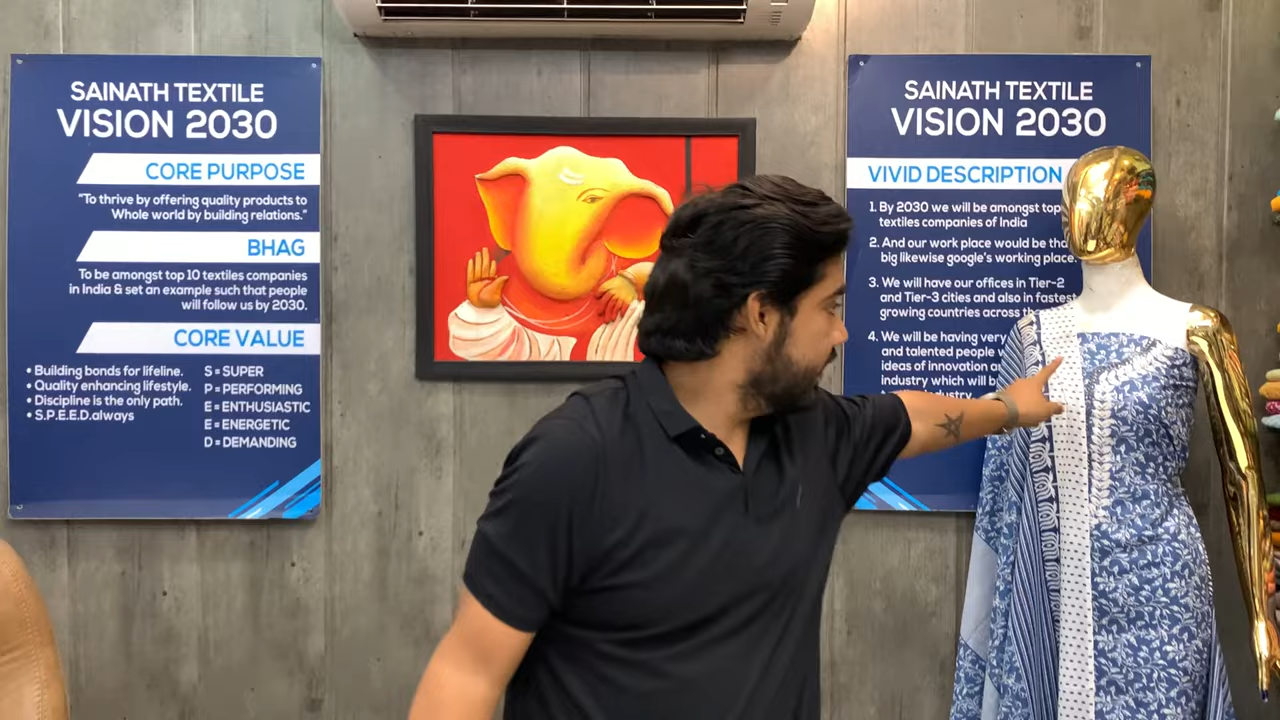 SAINATH TEXTILE
VISION 2030
CORE PURPOSE
"To thrive by offering quality products to
Whole world by building relations."
BHAG
To be amongst top 10 textiles companies
in India & set an example such that people
will follow us by 2030.
CORE VALUE
• Building bonds for lifeline.
• Quality enhancing lifestyle.
• Discipline is the only path.
• S.P.E.E.D.always
S = SUPER
P = PERFORMING
E = ENTHUSIASTIC
E = ENERGETIC
D = DEMANDING
SAINATH TEXTILE
VISION 2030
VIVID DESCRIPTION
1. By 2030 we will be amongst top
textiles companies of India
2. And our work place would be
big likewise google's working place.
3. We will have our offices in Tier-2
and Tier-3 cities and also in fastest
growing countries across
4. We will be having very
and talented people
ideas of innovation
industry which will
industry